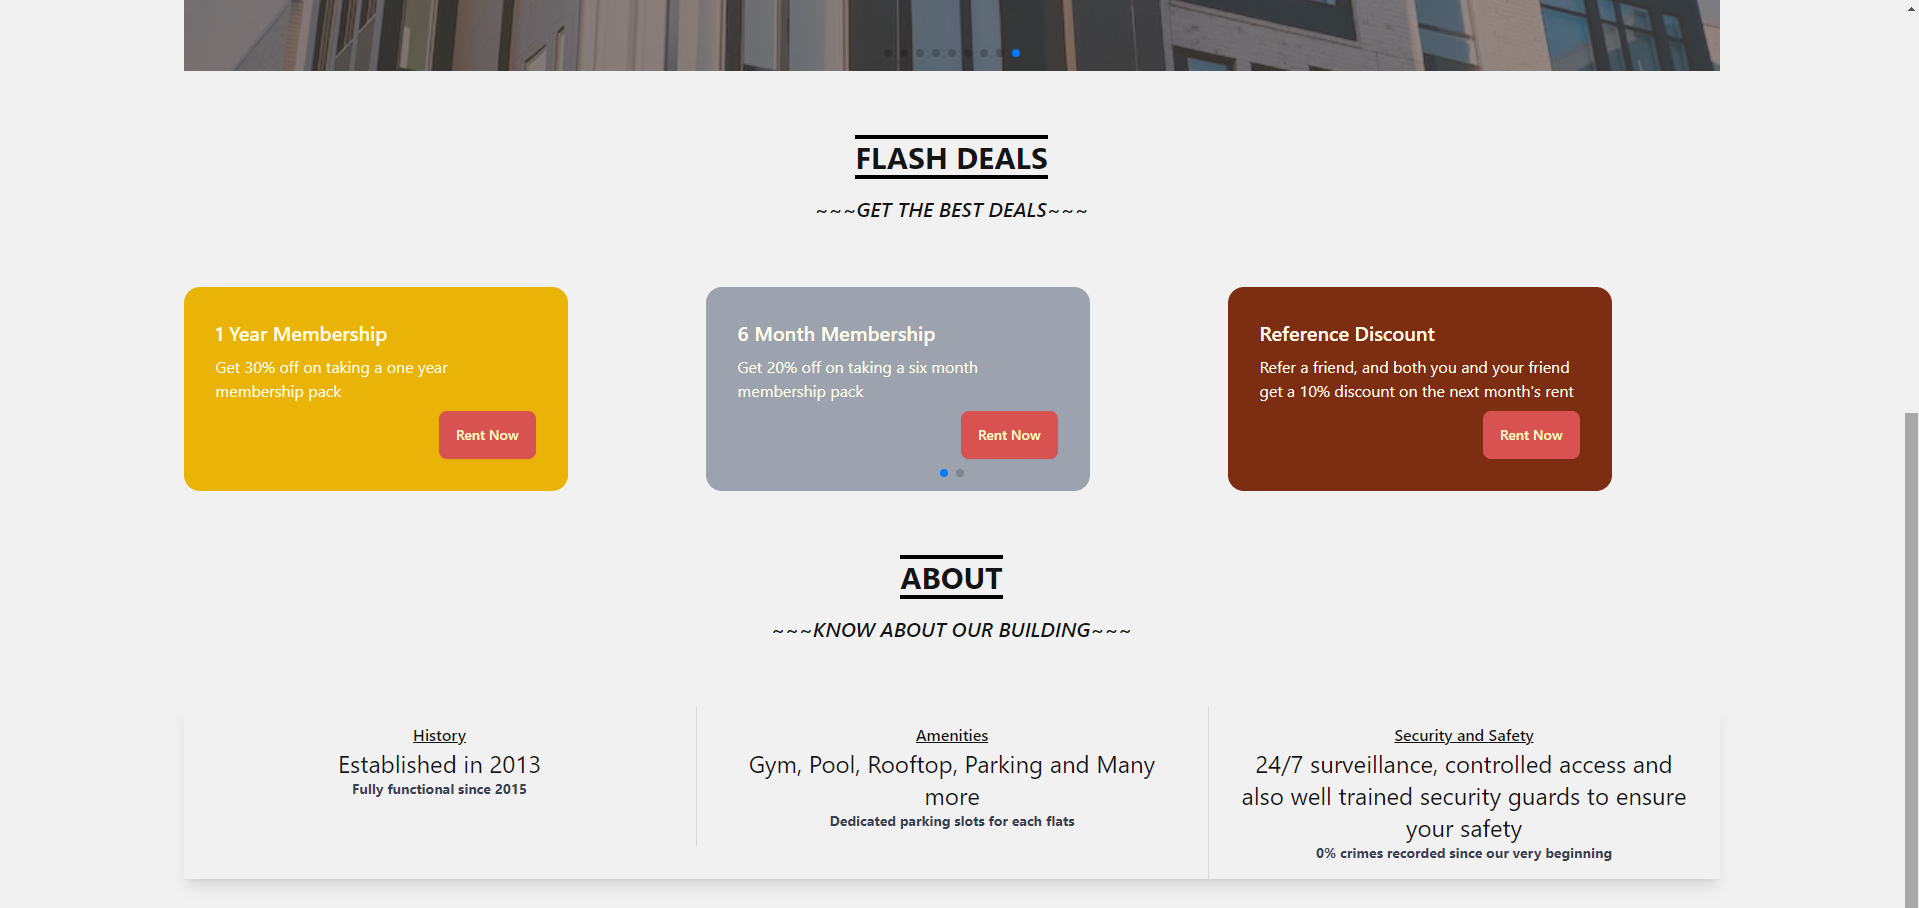 FLASH DEALS
~~~GET THE BEST DEALS~~~
1 Year Membership
Get 30% off on taking a one year
membership pack
Rent Now
6 Month Membership
Get 20% off on taking a six month
membership pack
Rent Now
Reference Discount
Refer a friend, and both you and your friend
get a 10% discount on the next month's rent
Rent Now
ABOUT
~~~KNOW ABOUT OUR BUILDING~~~
History
Established in 2013
Fully functional since 2015
Amenities
Gym, Pool, Rooftop, Parking and Many
more
Dedicated parking slots for each flats
Security and Safety
24/7 surveillance, controlled access and
also well trained security guards to ensure
your safety
0% crimes recorded since our very beginning